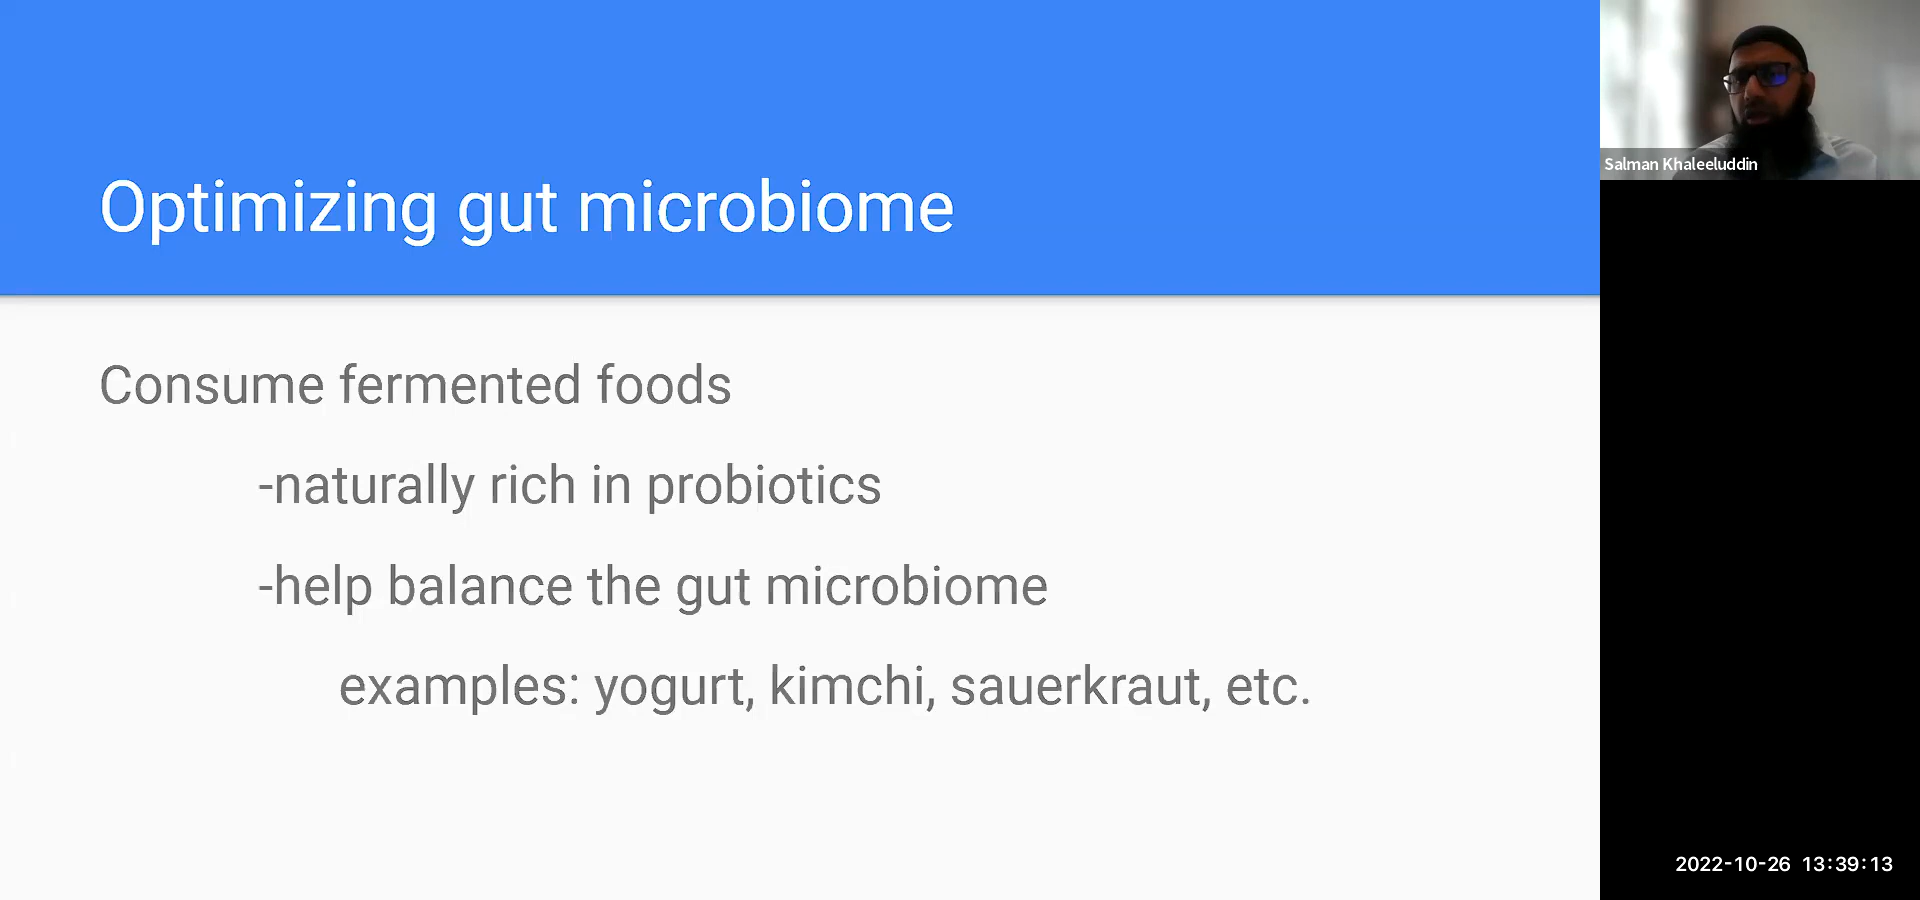 Optimizing gut microbiome
Consume fermented foods
-naturally rich in probiotics
-help balance the gut microbiome
examples: yogurt, kimchi, sauerkraut, etc.
Salman Khaleeluddin
2022-10-26 13:39:13